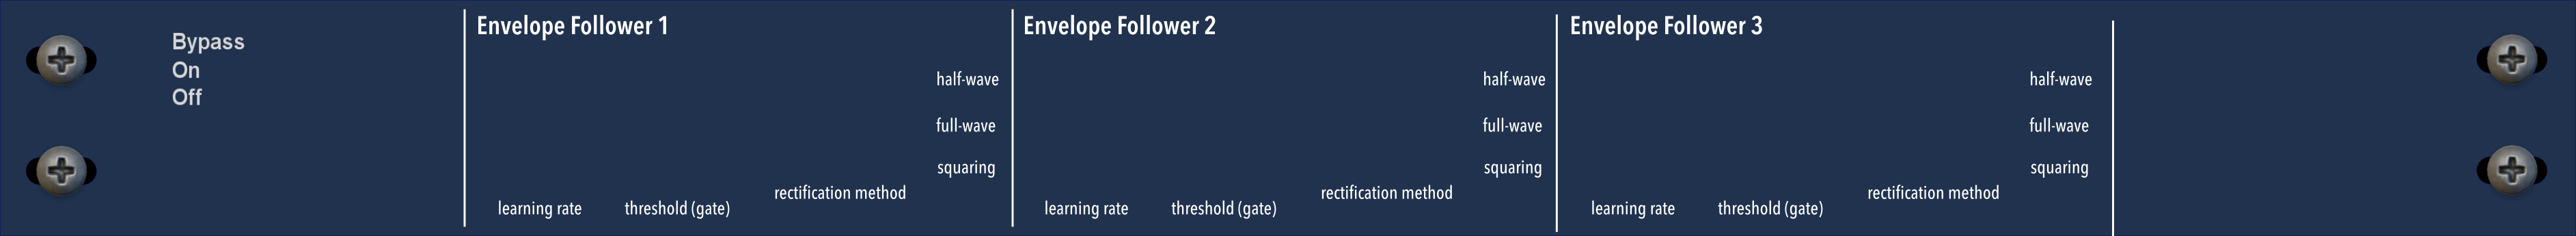 Bypass
On
Off
Envelope Follower 1
half-wave
full-wave
squaring
rectification method
learning rate
threshold (gate)
Envelope Follower 2
half-wave
full-wave
squaring
rectification method
learning rate
threshold (gate)
Envelope Follower 3
half-wave
full-wave
squaring
rectification method
learning rate
threshold (gate)